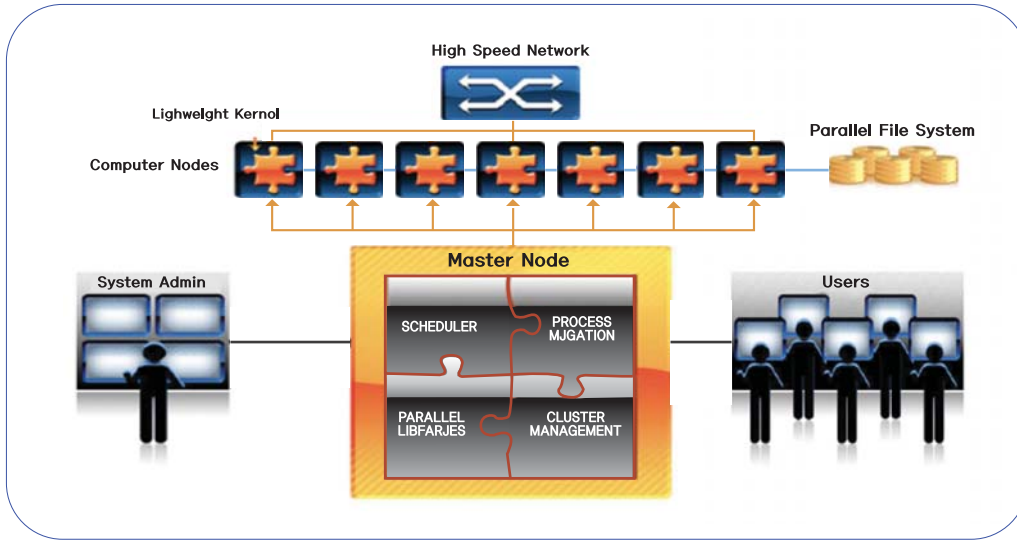 High Speed Network
Lighwelght Kernol
Parallel File System
Computer Nodes
Master Node
System Admin
Users
SCHEDULER
PROCESS
MJGATION
PARALLEL
LIBFARJES
CLUSTER
MANAGEMENT